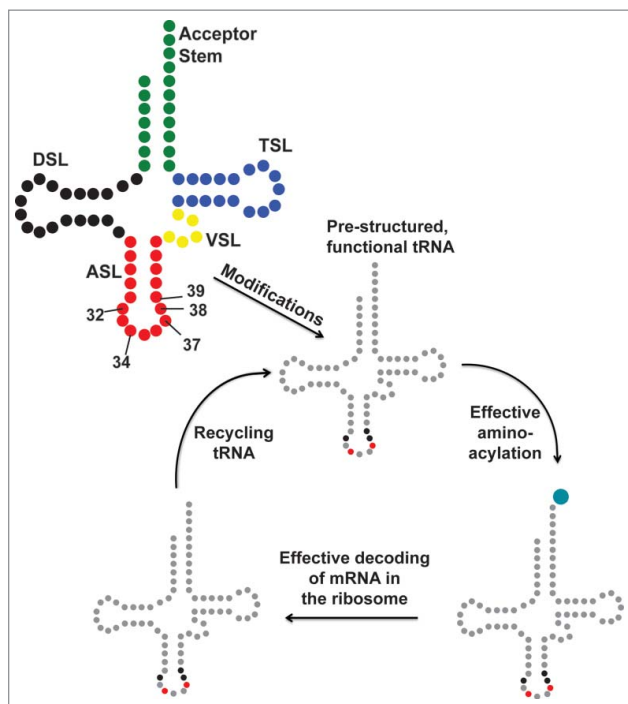 Acceptor
Stem
DSL
TSL
VSL
ASL
39
32
38
37
34
Modifications
Pre-structured,
functional tRNA
Recycling
tRNA
Effective
amino-
acylation
Effective decoding
of mRNA in
the ribosome